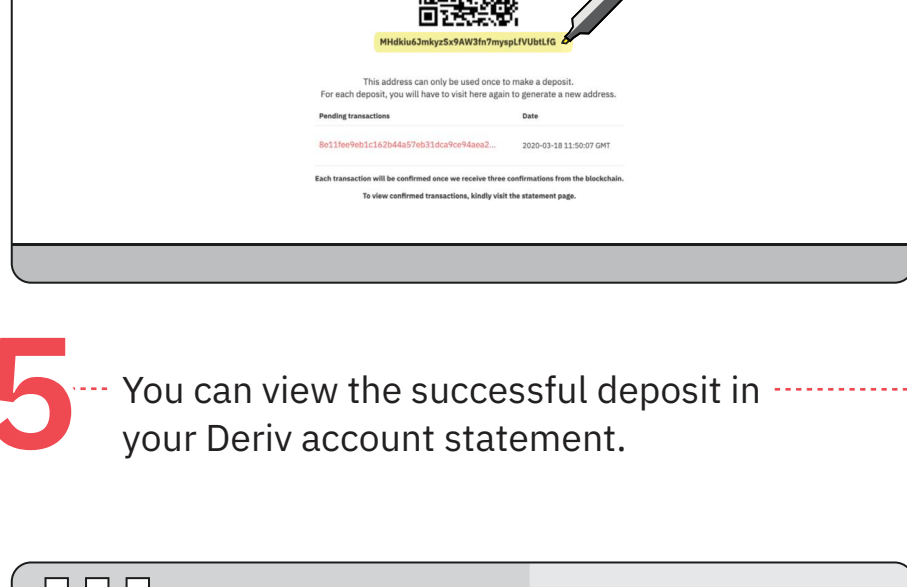 MHdkiu6JmkyzSx9AW3fn7myspLfVUbtLfG
This address can only be used once to make a deposit.
For each deposit, you will have to visit here again to generate a new address.
Pending transactions Date
8e11fee9eb1c162b44a57eb31dca9ce94aea2... 2020-03-18 11:50:07 GMT
Each transaction will be confirmed once we receive three confirmations from the blockchain.
To view confirmed transactions, kindly visit the statement page.
5
You can view the successful deposit in
your Deriv account statement.